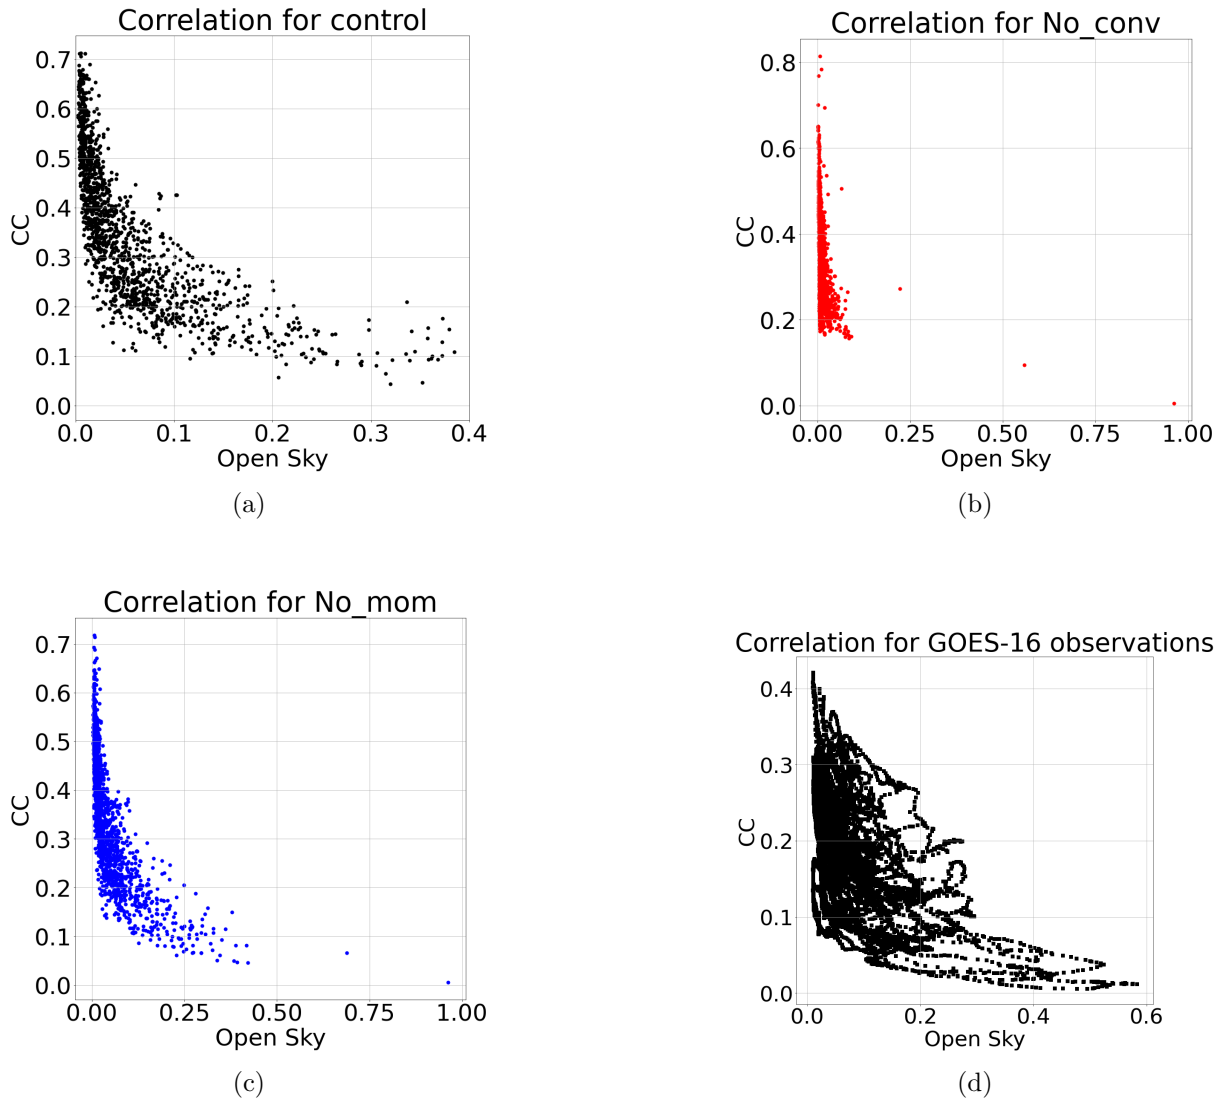 Correlation for control
CC
0.7
0.6
0.5
0.4
0.3
0.2
0.1
0.0
0.0 0.1 0.2 0.3 0.4
Open Sky
(a)
Correlation for No_conv
CC
0.8
0.6
0.4
0.2
0.0
0.00 0.25 0.50 0.75 1.00
Open Sky
(b)
Correlation for No_mom
CC
0.7
0.6
0.5
0.4
0.3
0.2
0.1
0.0
0.00 0.25 0.50 0.75 1.00
Open Sky
(c)
Correlation for GOES-16 observations
CC
0.4
0.3
0.2
0.1
0.0
0.0 0.2 0.4 0.6
Open Sky
(d)